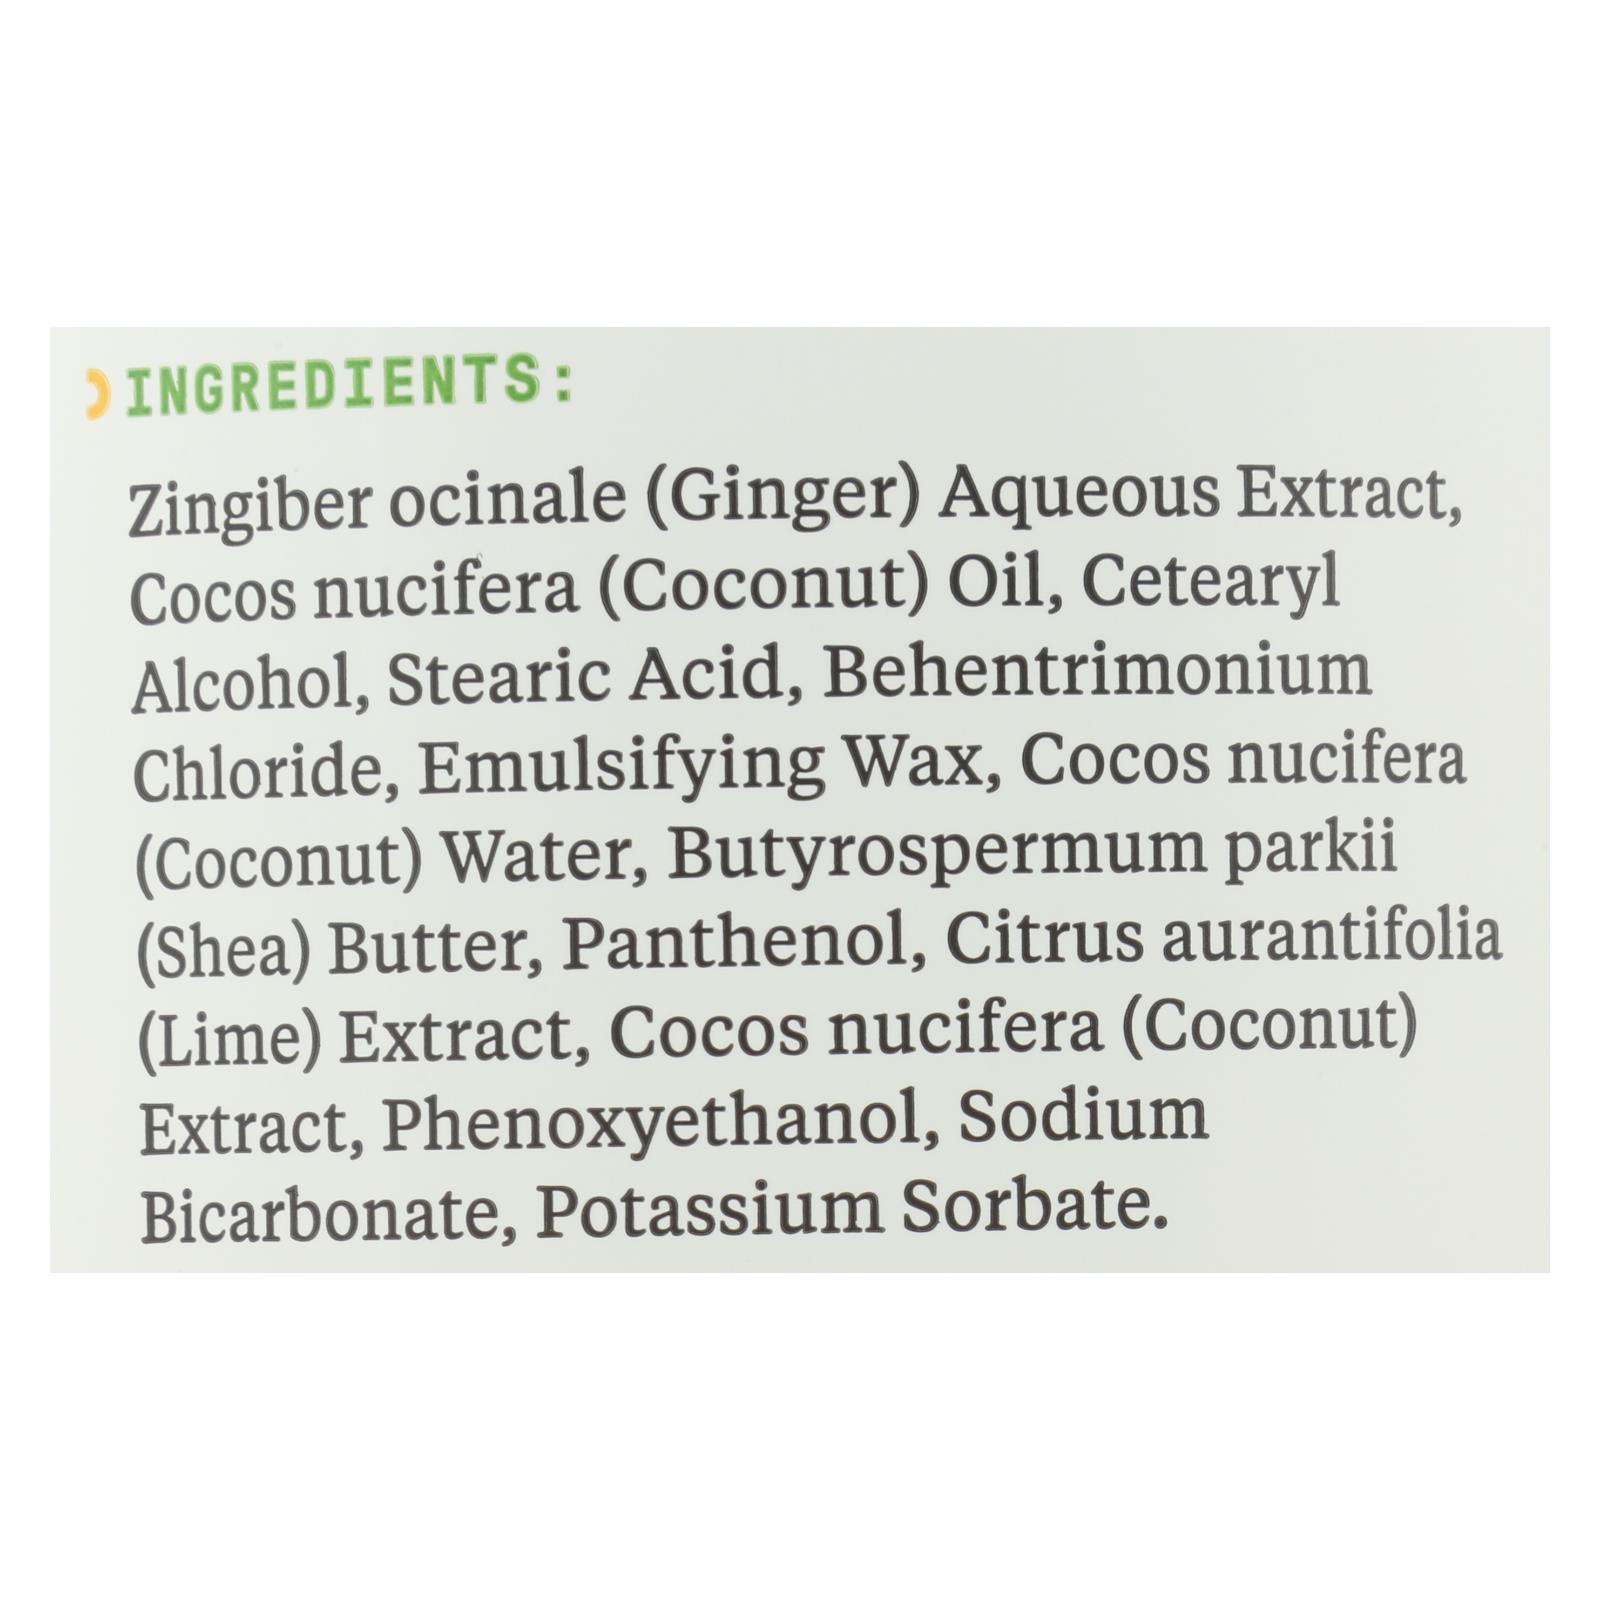 INGREDIENTS:
Zingiber ocinale (Ginger) Aqueous Extract,
Cocos nucifera (Coconut) Oil, Cetearyl
Alcohol, Stearic Acid, Behentrimonium
Chloride, Emulsifying Wax, Cocos nucifera
(Coconut) Water, Butyrospermum parkii
(Shea) Butter, Panthenol, Citrus aurantifolia
(Lime) Extract, Cocos nucifera (Coconut)
Extract, Phenoxyethanol, Sodium
Bicarbonate, Potassium Sorbate.